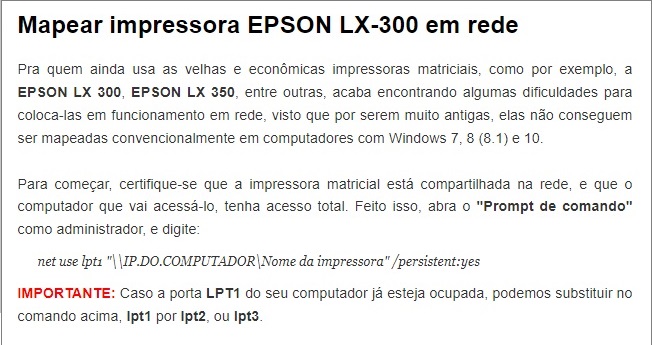 Mapear impressora EPSON LX-300 em rede
Pra quem ainda usa as velhas e econômicas impressoras matriciais, como por exemplo, a
EPSON LX 300, EPSON LX 350, entre outras, acaba encontrando algumas dificuldades para
coloca-las em funcionamento em rede, visto que por serem muito antigas, elas não conseguem
ser mapeadas convencionalmente em computadores com Windows 7, 8 (8.1) e 10.
Para começar, certifique-se que a impressora matricial está compartilhada na rede, e que o
computador que vai acessá-lo, tenha acesso total. Feito isso, abra o "Prompt de comando"
como administrador, e digite:
net use lpt1 "\\IP.DO.COMPUTADOR\Nome da impressora" /persistent:yes
IMPORTANTE: Caso a porta LPT1 do seu computador já esteja ocupada, podemos substituir no
comando acima, lpt1 por lpt2, ou lpt3.